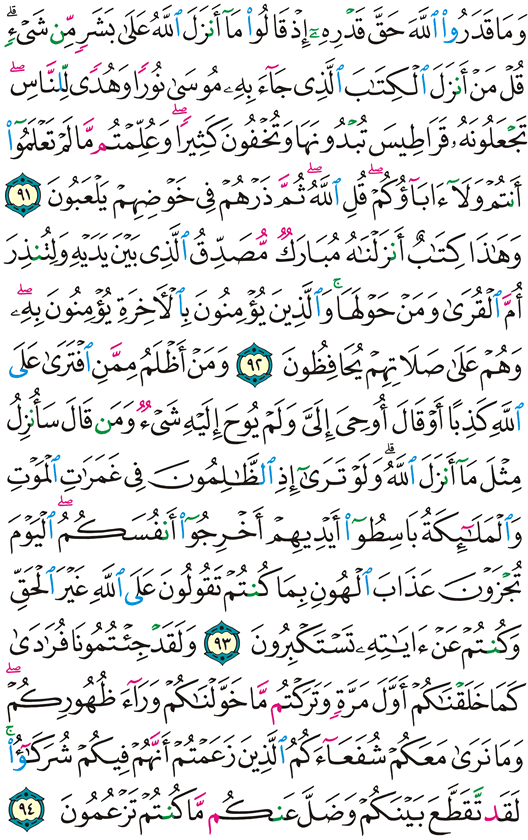 وَمَا قَدَرُوا۟ ٱللَّهَ حَقَّ قَدْرِهِۦٓ إِذْ قَالُوا۟ مَآ أَنزَلَ ٱللَّهُ عَلَىٰ بَشَرٍ مِّن شَىْءٍ ۗ
قُلْ مَنْ أَنزَلَ ٱلْكِتَٰبَ ٱلَّذِى جَآءَ بِهِۦ مُوسَىٰ نُورًا وَهُدًى لِّلنَّاسِ ۖ
تَجْعَلُونَهُۥ قَرَاطِيسَ تُبْدُونَهَا وَتُخْفُونَ كَثِيرًا ۖ وَعُلِّمْتُم مَّا لَمْ تَعْلَمُوٓا۟
أَنتُمْ وَلَآ ءَابَآؤُكُمْ ۖ قُلِ ٱللَّهُ ۖ ثُمَّ ذَرْهُمْ فِى خَوْضِهِمْ يَلْعَبُونَ ٩١
وَهَٰذَا كِتَٰبٌ أَنزَلْنَٰهُ مُبَارَكٌ مُّصَدِّقُ ٱلَّذِى بَيْنَ يَدَيْهِ وَلِتُنذِرَ
أُمَّ ٱلْقُرَىٰ وَمَنْ حَوْلَهَا ۚ وَٱلَّذِينَ يُؤْمِنُونَ بِٱلْـَٔاخِرَةِ يُؤْمِنُونَ بِهِۦ ۖ
وَهُمْ عَلَىٰ صَلَاتِهِمْ يُحَافِظُونَ ٩٢ وَمَنْ أَظْلَمُ مِمَّنِ ٱفْتَرَىٰ عَلَى
ٱللَّهِ كَذِبًا أَوْ قَالَ أُوحِىَ إِلَىَّ وَلَمْ يُوحَ إِلَيْهِ شَىْءٌ وَمَن قَالَ سَأُنزِلُ
مِثْلَ مَآ أَنزَلَ ٱللَّهُ ۗ وَلَوْ تَرَىٰٓ إِذِ ٱلظَّٰلِمُونَ فِى غَمَرَٰتِ ٱلْمَوْتِ
وَٱلْمَلَٰٓئِكَةُ بَاسِطُوٓا۟ أَيْدِيهِمْ أَخْرِجُوٓا۟ أَنفُسَكُمُ ۖ ٱلْيَوْمَ
تُجْزَوْنَ عَذَابَ ٱلْهُونِ بِمَا كُنتُمْ تَقُولُونَ عَلَى ٱللَّهِ غَيْرَ ٱلْحَقِّ
وَكُنتُمْ عَنْ ءَايَٰتِهِۦ تَسْتَكْبِرُونَ ٩٣ وَلَقَدْ جِئْتُمُونَا فُرَٰدَىٰ
كَمَا خَلَقْنَٰكُمْ أَوَّلَ مَرَّةٍ وَتَرَكْتُم مَّا خَوَّلْنَٰكُمْ وَرَآءَ ظُهُورِكُمْ ۖ
وَمَا نَرَىٰ مَعَكُمْ شُفَعَآءَكُمُ ٱلَّذِينَ زَعَمْتُمْ أَنَّهُمْ فِيكُمْ شُرَكَٰٓؤُا۟ ۚ
لَقَد تَّقَطَّعَ بَيْنَكُمْ وَضَلَّ عَنكُم مَّا كُنتُمْ تَزْعُمُونَ ٩٤